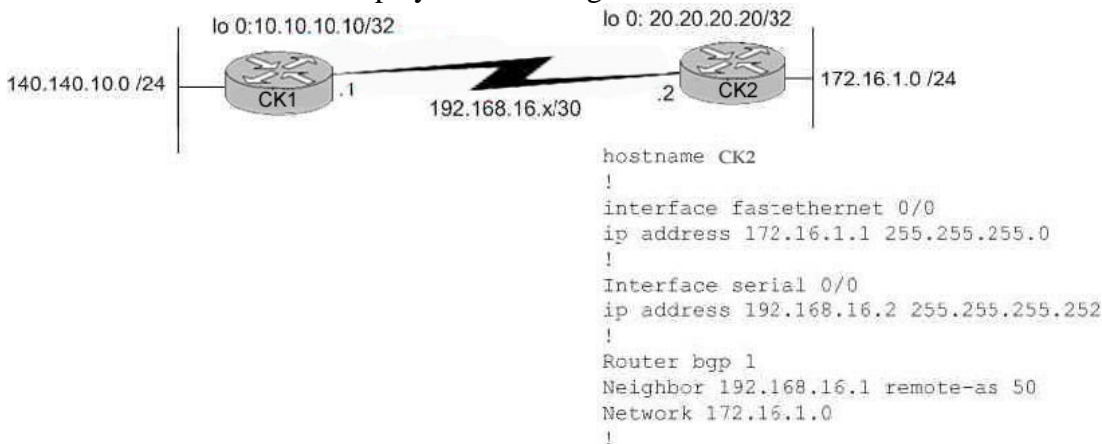 lo 0:10.10.10.10/32
lo 0: 20.20.20.20/32
140.140.10.0 /24
CK1
.1
192.168.16.x/30
.2
CK2
172.16.1.0 /24
hostname CK2
!
interface fastethernet 0/0
ip address 172.16.1.1 255.255.255.0
!
Interface serial 0/0
ip address 192.168.16.2 255.255.255.252
!
Router bgp 1
Neighbor 192.168.16.1 remote-as 50
Network 172.16.1.0
!